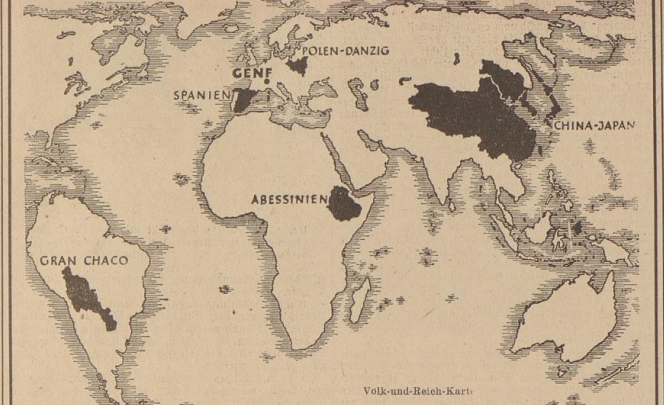 POLEN-DANZIG
GENF
SPANIEN
CHINA-JAPAN
ABESSINIEN
GRAN CHACO
Volk-und-Reich-Karte